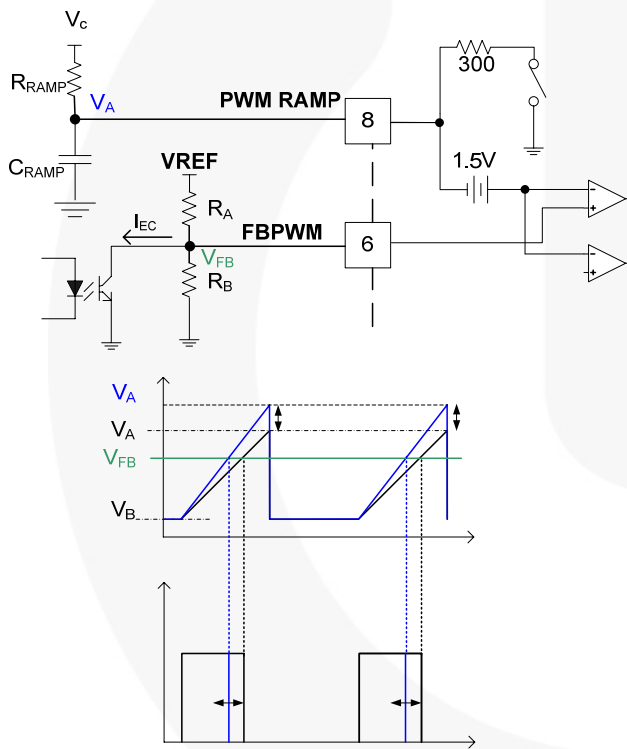 Vc
RRAMP
VA
PWM RAMP
8
300
CRAMP
VREF
1.5V
RA
IEC
FBPWM
6
VFB
RB
VA
VA
VFB
VB